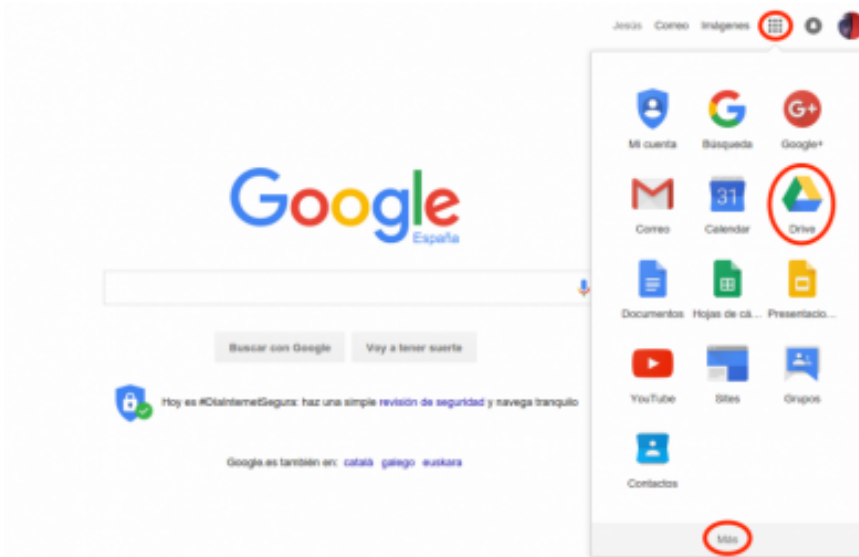 Jesús Correo Imágenes
Mi cuenta Búsqueda Google+
G+
Google
España
31
Correo Calendar Drive
Documentos Hojas de cá... Presentacio...
Buscar con Google Voy a tener suerte
YouTube Sites Grupos
Hoy es #DiaInternetSegura: haz una simple revisión de seguridad y navega tranquilo
Google.es también en: català galego euskara
Contactos
Más